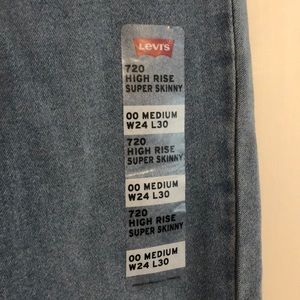 Levi's
720
HIGH RISE
SUPER SKINNY
00 MEDIUM
W24 L30
720
HIGH RISE
SUPER SKINNY
00 MEDIUM
W24 L30
720
HIGH RISE
SUPER SKINNY
00 MEDIUM
W24 L30